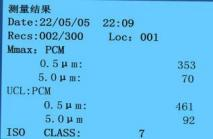 测量结果
Date:22/05/05 22:09
Recs:002/300 Loc: 001
Mmax: PCM
0.5μm: 353
5.0μm: 70
UCL:PCM
0.5μm: 461
5.0μm 92
ISO CLASS: 7